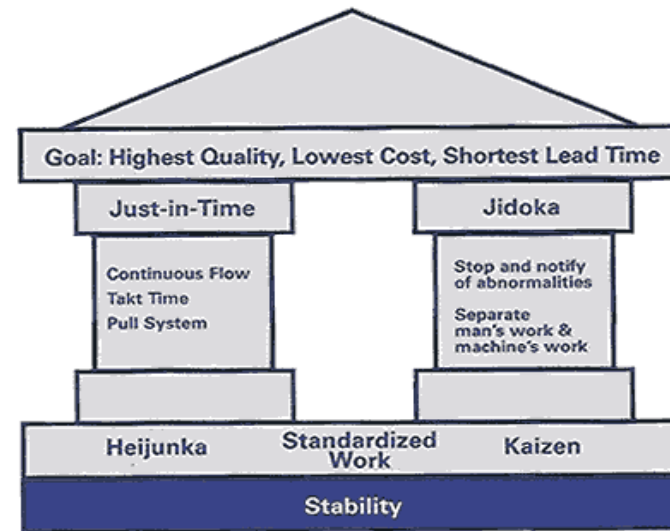 Goal: Highest Quality, Lowest Cost, Shortest Lead Time
Just-in-Time
Jidoka
Continuous Flow
Takt Time
Pull System
Stop and notify
of abnormalities
Separate
man's work &
machine's work
Heijunka
Standardized
Work
Kaizen
Stability